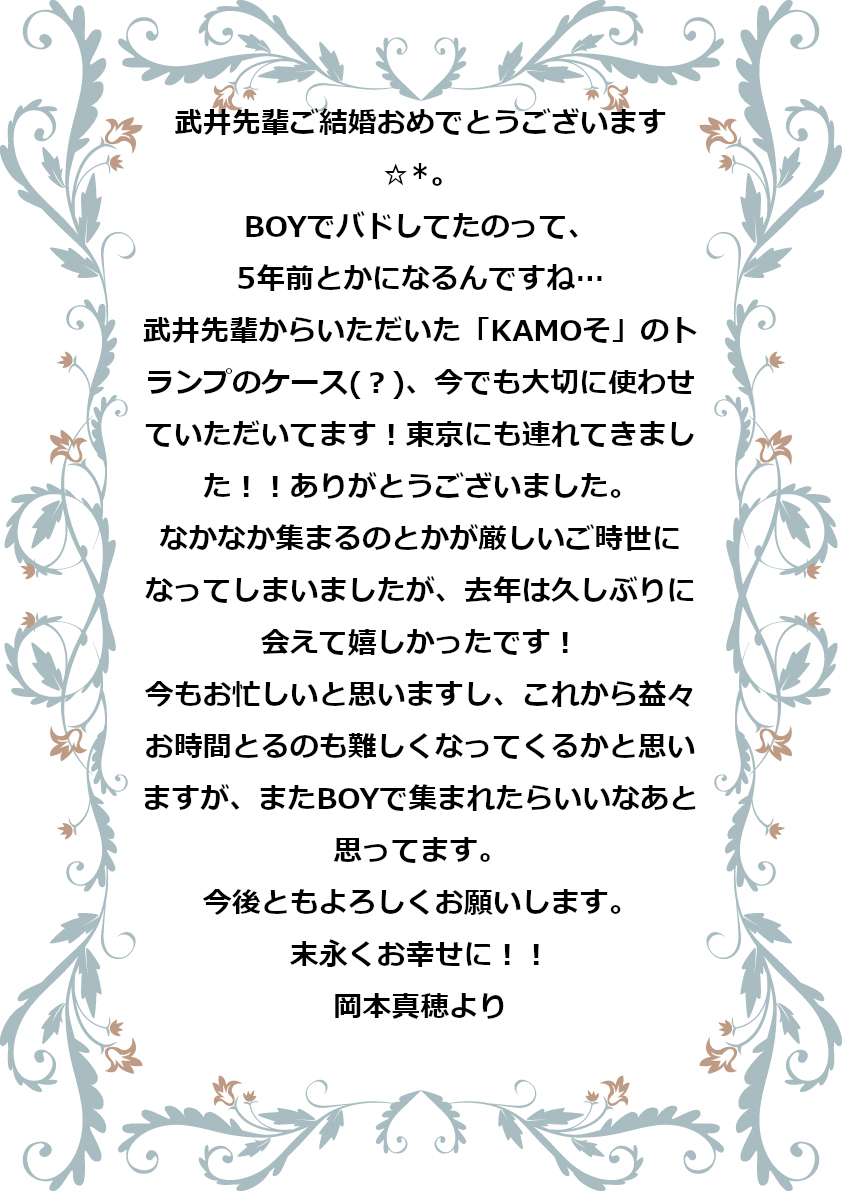 武井先輩ご結婚おめでとうございます
☆*。
BOYでバドしてたのって、
5年前とかになるんですね…
武井先輩からいただいた「KAMOそ」のト
ランプのケース(？)、今でも大切に使わせ
ていただいてます！東京にも連れてきまし
た！！ありがとうございました。
なかなか集まるのとかが厳しいご時世に
なってしまいましたが、去年は久しぶりに
会えて嬉しかったです！
今もお忙しいと思いますし、これから益々
お時間とるのも難しくなってくるかと思い
ますが、またBOYで集まれたらいいなあと
思ってます。
今後ともよろしくお願いします。
末永くお幸せに！！
岡本真穂より